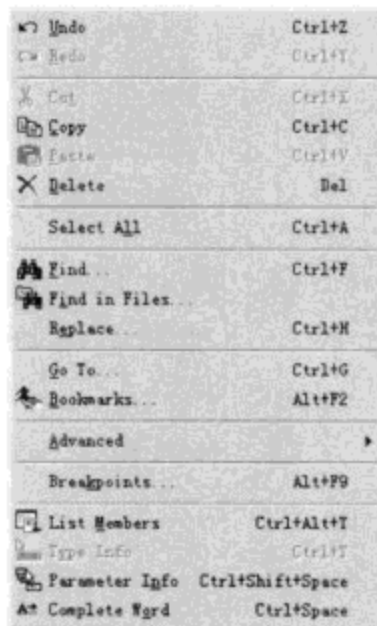 Undo Ctrl+Z
Redo Ctrl+Y
Cut Ctrl+X
Copy Ctrl+C
Paste Ctrl+V
Delete Del
Select All Ctrl+A
Find... Ctrl+F
Find in Files...
Replace... Ctrl+H
Go To... Ctrl+G
Bookmarks... Alt+F2
Advanced
Breakpoints... Alt+F9
List Members Ctrl+Alt+T
Type Info Ctrl+T
Parameter Info Ctrl+Shift+Space
Complete Word Ctrl+Space